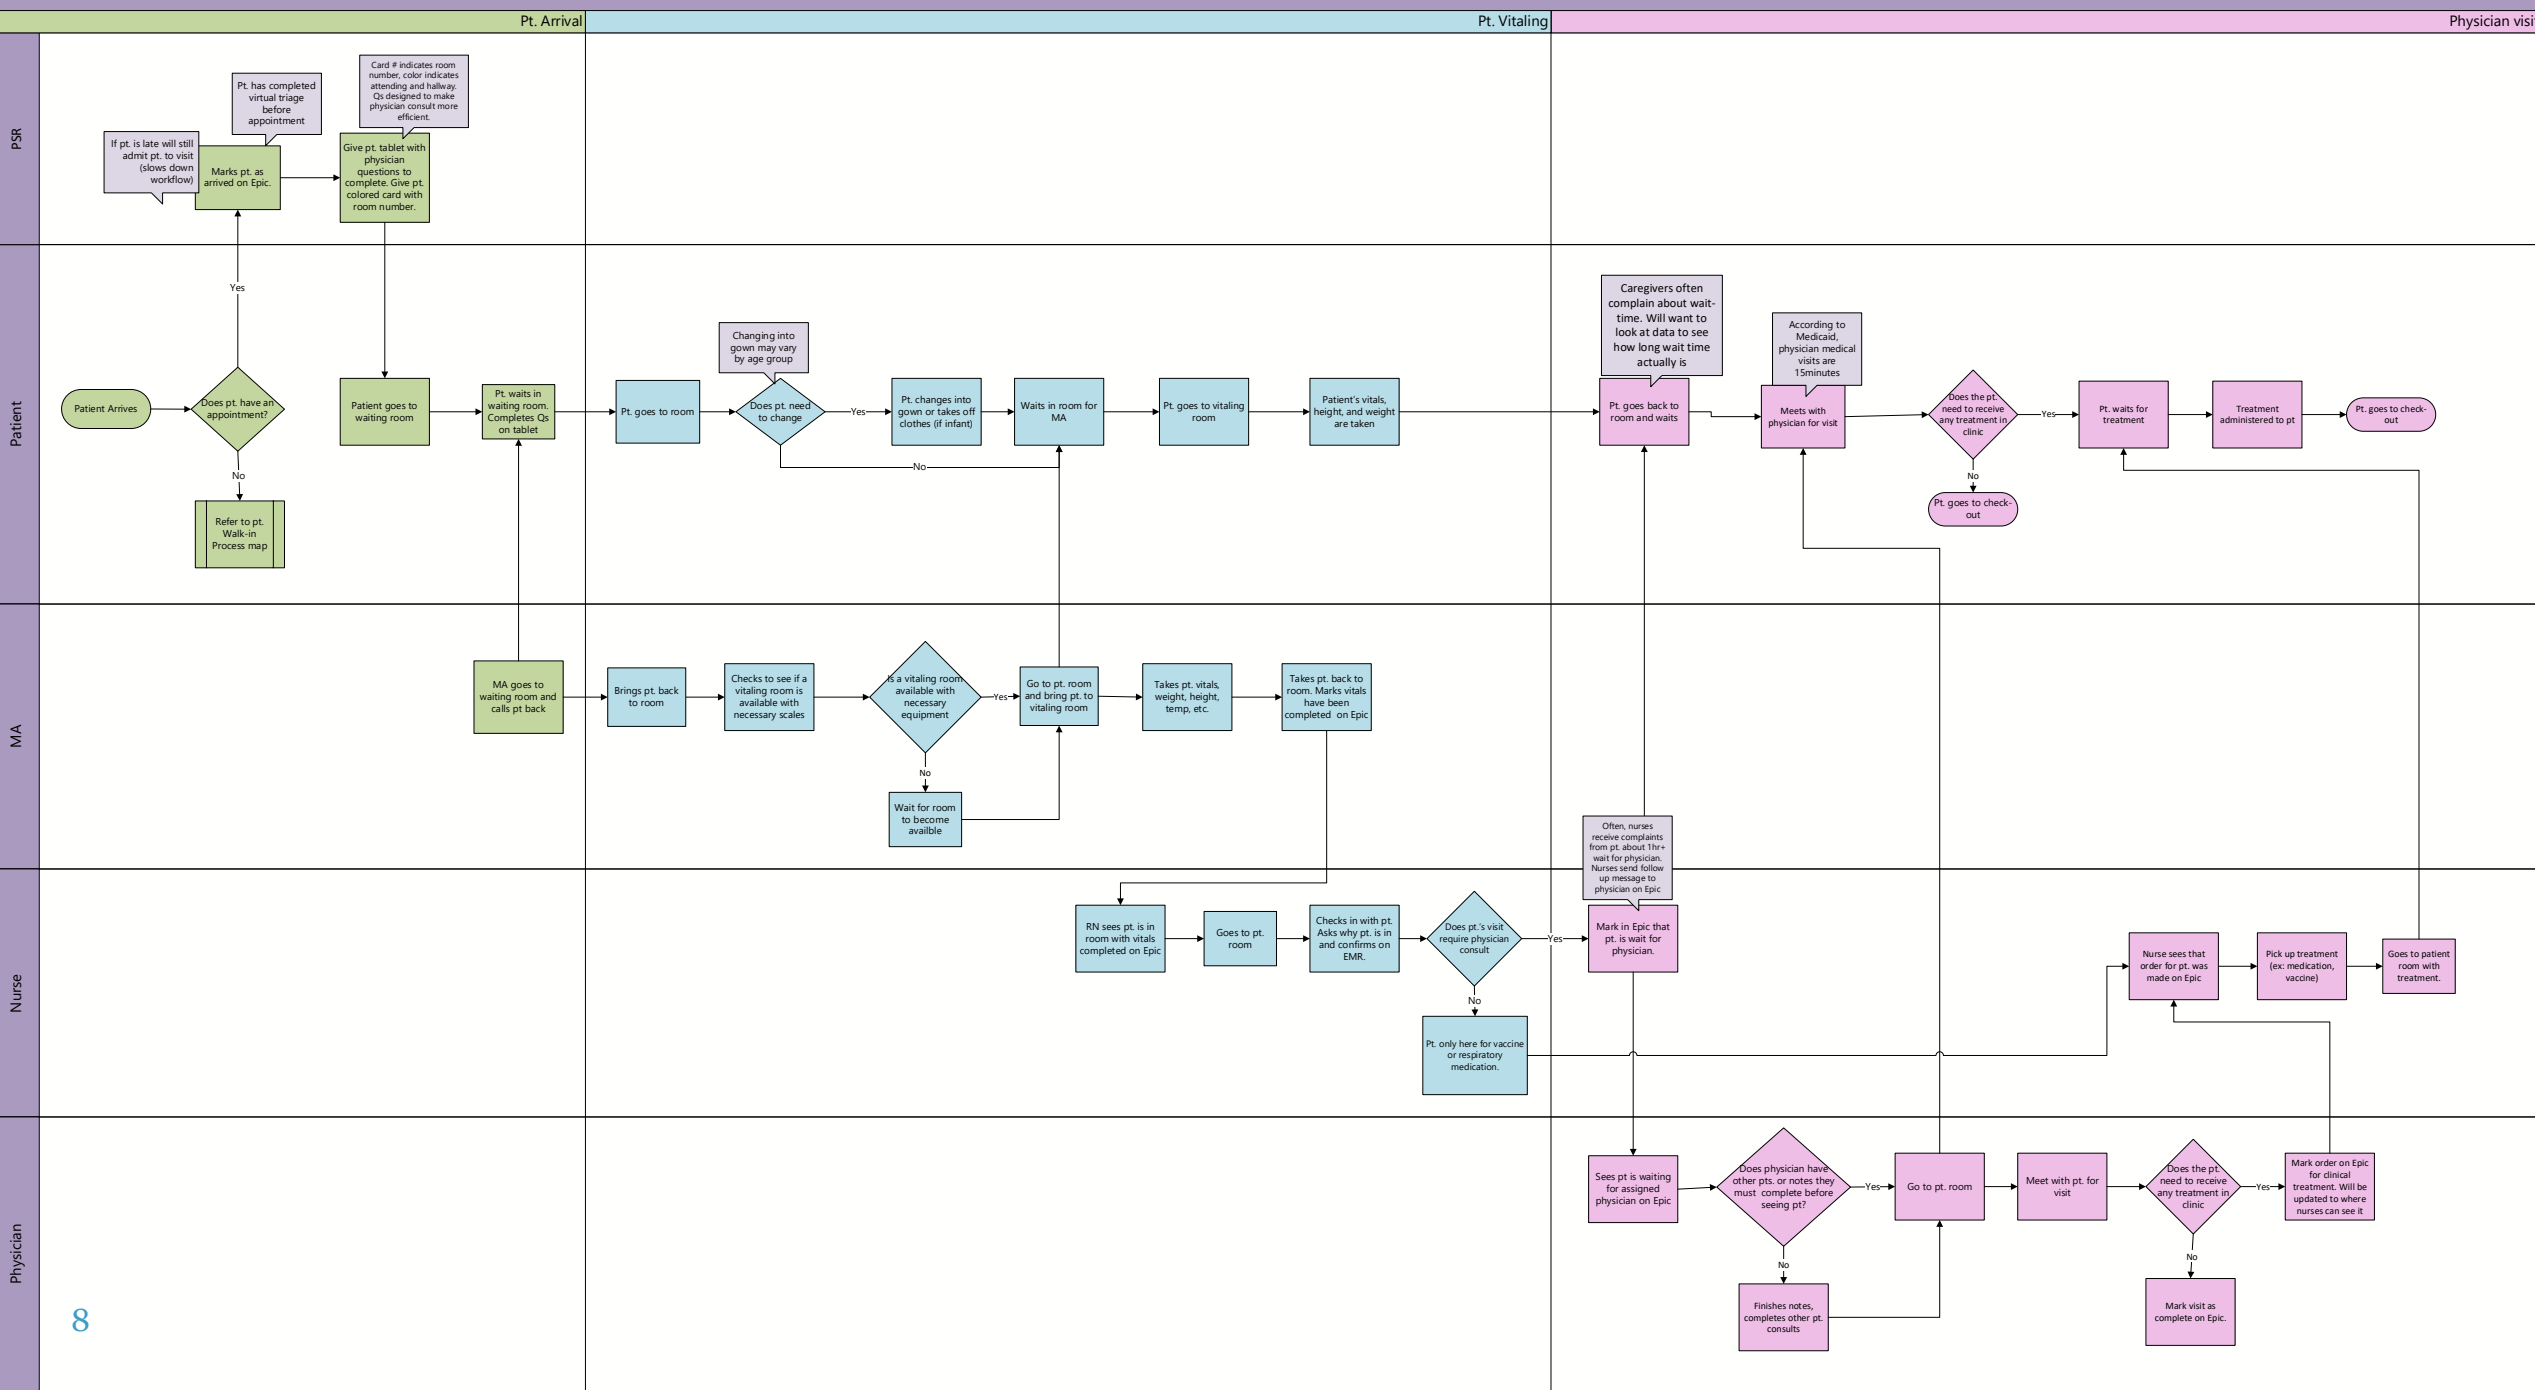 Pt. Arrival
Pt. Vitaling
Physician visi
PSR
If pt. is late will still
admit pt. to visit
(slows down
workflow)
Pt. has completed
virtual triage
before
appointment
Card # indicates room
number, color indicates
attending and hallway.
Qs designed to make
physician consult more
efficient.
Marks pt. as
arrived on Epic.
Give pt. tablet with
physician
questions to
complete. Give pt.
colored card with
room number.
Patient
Yes
Patient Arrives
Does pt. have an
appointment?
No
Refer to pt.
Walk-in
Process map
Patient goes to
waiting room
Pt. waits in
waiting room.
Completes Qs
on tablet
Pt. goes to room
Changing into
gown may vary
by age group
Does pt. need
to change
Yes
No
Pt. changes into
gown or takes off
clothes (if infant)
Waits in room for
MA
Pt. goes to vitaling
room
Patient's vitals,
height, and weight
are taken
Caregivers often
complain about wait-
time. Will want to
look at data to see
how long wait time
actually is
Pt. goes back to
room and waits
According to
Medicaid,
physician medical
visits are
15minutes
Meets with
physician for visit
Does the pt.
need to receive
any treatment in
clinic
Yes
No
Pt. goes to check-
out
Pt. waits for
treatment
Treatment
administered to pt
Pt. goes to check-
out
MA
MA goes to
waiting room and
calls pt back
Brings pt. back
to room
Checks to see if a
vitaling room is
available with
necessary scales
Is a vitaling room
available with
necessary
equipment
Yes
No
Wait for room
to become
availble
Go to pt. room
and bring pt. to
vitaling room
Takes pt. vitals,
weight, height,
temp, etc.
Takes pt. back to
room. Marks vitals
have been
completed on Epic
Nurse
RN sees pt. is in
room with vitals
completed on Epic
Goes to pt.
room
Checks in with pt.
Asks why pt. is in
and confirms on
EMR.
Does pt.'s visit
require physician
consult
Yes
No
Pt. only here for vaccine
or respiratory
medication.
Often, nurses
receive complaints
from pt. about 1hr+
wait for physician.
Nurses send follow
up message to
physician on Epic
Mark in Epic that
pt. is wait for
physician.
Nurse sees that
order for pt. was
made on Epic
Pick up treatment
(ex: medication,
vaccine)
Goes to patient
room with
treatment.
Physician
Sees pt is waiting
for assigned
physician on Epic
Does physician have
other pts. or notes they
must complete before
seeing pt?
Yes
No
Finishes notes,
completes other pt.
consults
Go to pt. room
Meet with pt. for
visit
Does the pt.
need to receive
any treatment in
clinic
Yes
No
Mark visit as
complete on Epic.
Mark order on Epic
for clinical
treatment. Will be
updated to where
nurses can see it
8